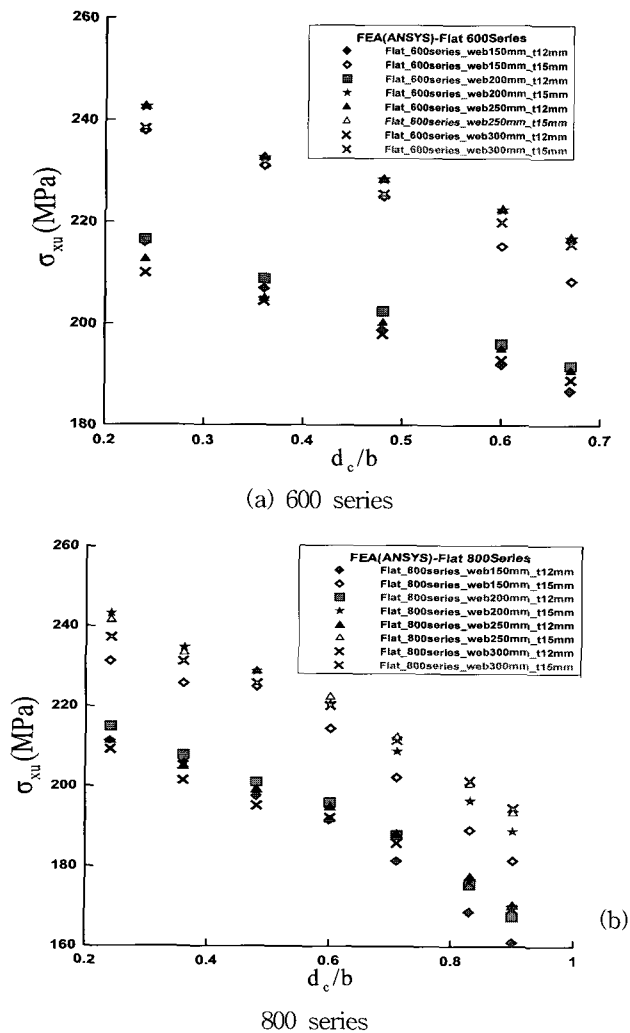 FEA(ANSYS)-Flat 600Series
Flat_600series_web150mm_t12mm
Flat_600series_web150mm_t15mm
Flat_600series_web200mm_t12mm
Flat_600series_web200mm_t15mm
Flat_600series_web250mm_t12mm
Flat_800series_web250mm_t15mm
Flat_600series_web300mm_t12mm
Flat_600series_web300mm_t15mm
260
240
220
200
180
σxu(MPa)
0.2 0.3 0.4 0.5 0.6 0.7
dc/b
(a) 600 series
FEA(ANSYS)-Flat 800Series
Flat_600series_web150mm_t12mm
Flat_800series_web150mm_t15mm
Flat_800series_web200mm_t12mm
Flat_800series_web200mm_t15mm
Flat_800series_web250mm_t12mm
Flat_800series_web250mm_t15mm
Flat_800series_web300mm_t12mm
Flat_800series_web300mm_t15mm
260
240
220
200
180
160
σxu(MPa)
0.2 0.4 0.6 0.8 1
dc/b
(b)
800 series